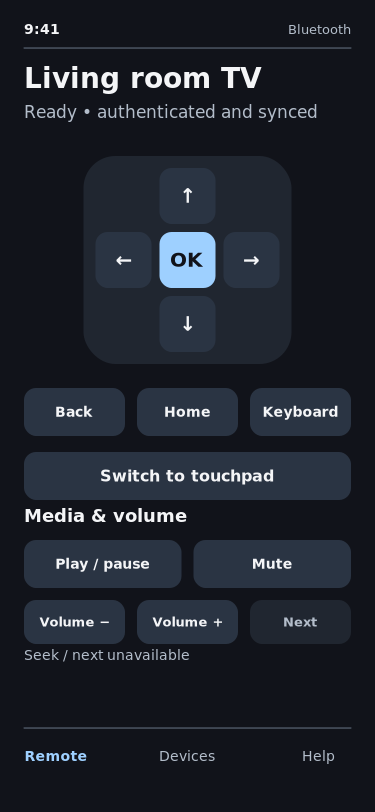 9:41 Bluetooth
Living room TV
Ready • authenticated and synced
↑
← OK →
↓
Back Home Keyboard
Switch to touchpad
Media & volume
Play / pause Mute
Volume − Volume + Next
Seek / next unavailable
Remote Devices Help